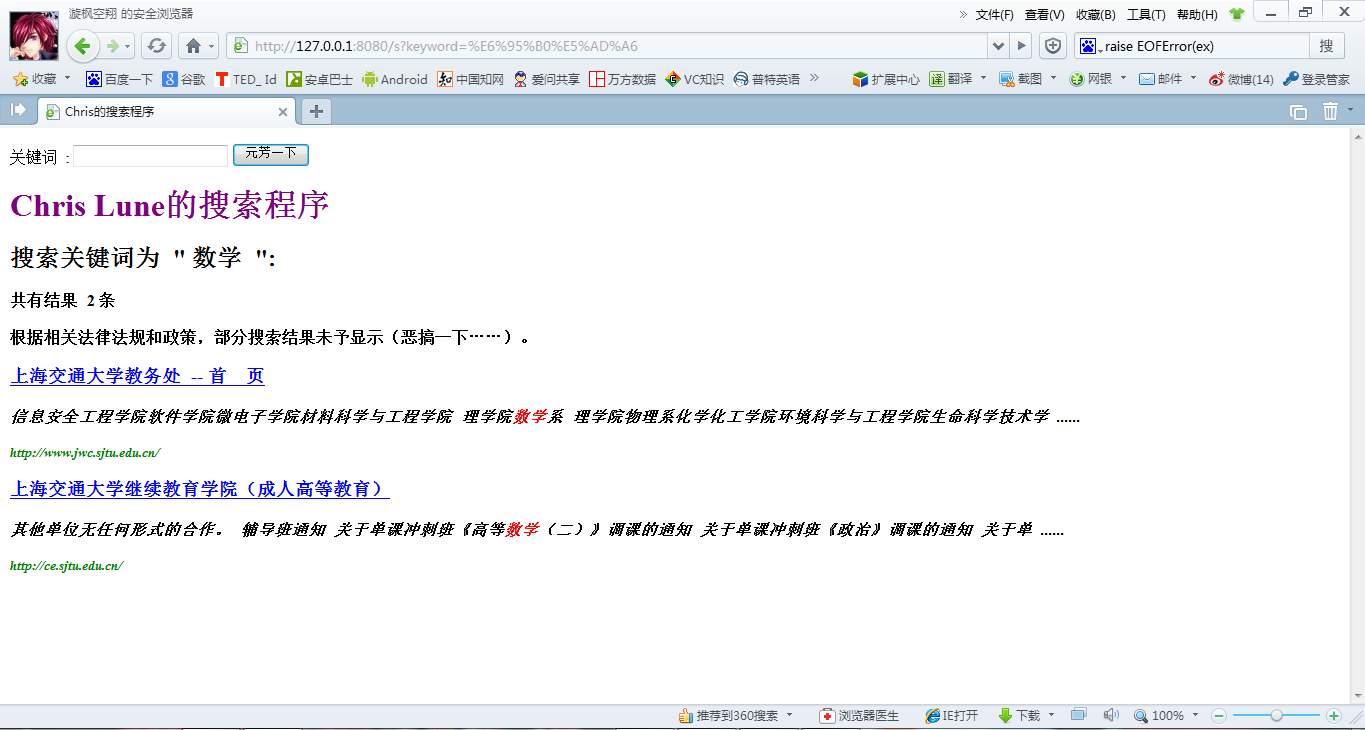 漩枫空翔 的安全浏览器
» 文件(F) 查看(V) 收藏(B) 工具(T) 帮助(H)
http://127.0.0.1:8080/s?keyword=%E6%95%B0%E5%AD%A6 raise EOFError(ex) 搜
收藏 百度一下 谷歌 TED_ Id 安卓巴士 Android 中国知网 爱问共享 万方数据 VC知识 普特英语 » 扩展中心 翻译 截图 网银 邮件 微博(14) 登录管家
Chris的搜索程序
关键词 : 元芳一下
Chris Lune的搜索程序
搜索关键词为 " 数学 ":
共有结果 2 条
根据相关法律法规和政策，部分搜索结果未予显示（恶搞一下……）。
上海交通大学教务处 -- 首 页
信息安全工程学院软件学院微电子学院材料科学与工程学院 理学院数学系 理学院物理系化学化工学院环境科学与工程学院生命科学技术学 ......
http://www.jwc.sjtu.edu.cn/
上海交通大学继续教育学院（成人高等教育）
其他单位无任何形式的合作。 辅导班通知 关于单课冲刺班《高等数学（二）》调课的通知 关于单课冲刺班《政治》调课的通知 关于单 ......
http://ce.sjtu.edu.cn/
推荐到360搜索 浏览器医生 IE打开 下载 100%